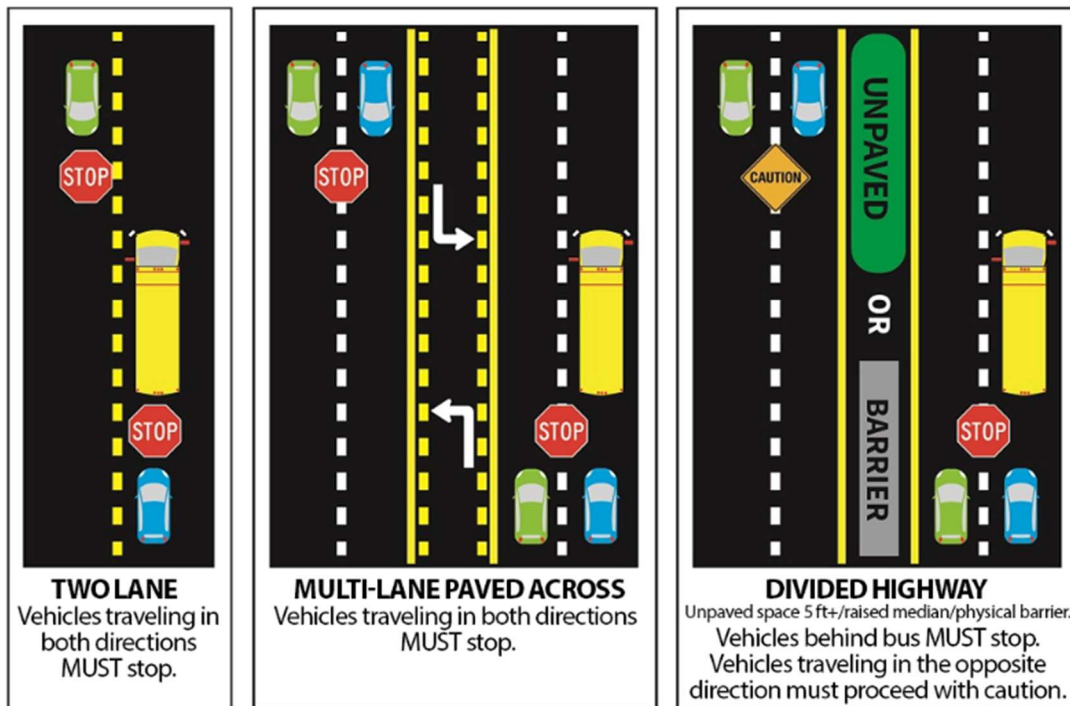 STOP
STOP
TWO LANE
Vehicles traveling in
both directions
MUST stop.
STOP
STOP
MULTI-LANE PAVED ACROSS
Vehicles traveling in both directions
MUST stop.
CAUTION
UNPAVED
OR
BARRIER
STOP
DIVIDED HIGHWAY
Unpaved space 5 ft+/raised median/physical barrier.
Vehicles behind bus MUST stop.
Vehicles traveling in the opposite
direction must proceed with caution.